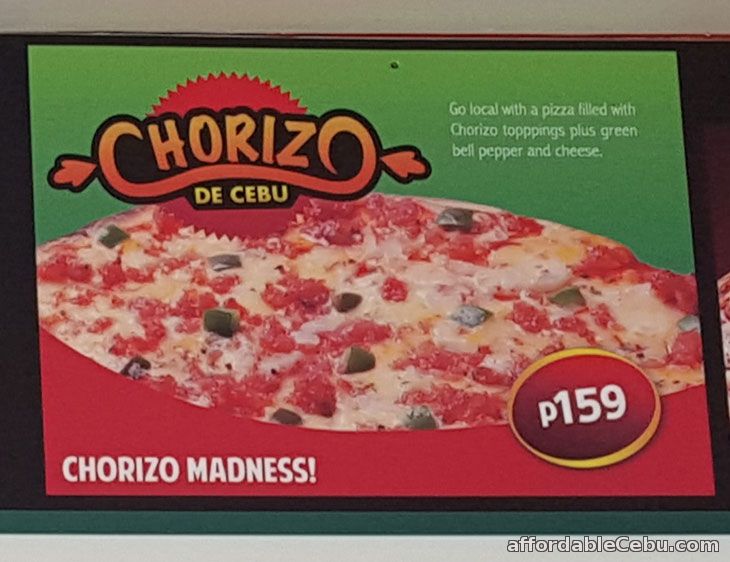 CHORIZO
DE CEBU
Go local with a pizza filled with
Chorizo topppings plus green
bell pepper and cheese.
P159
CHORIZO MADNESS!
affordableCebu.com